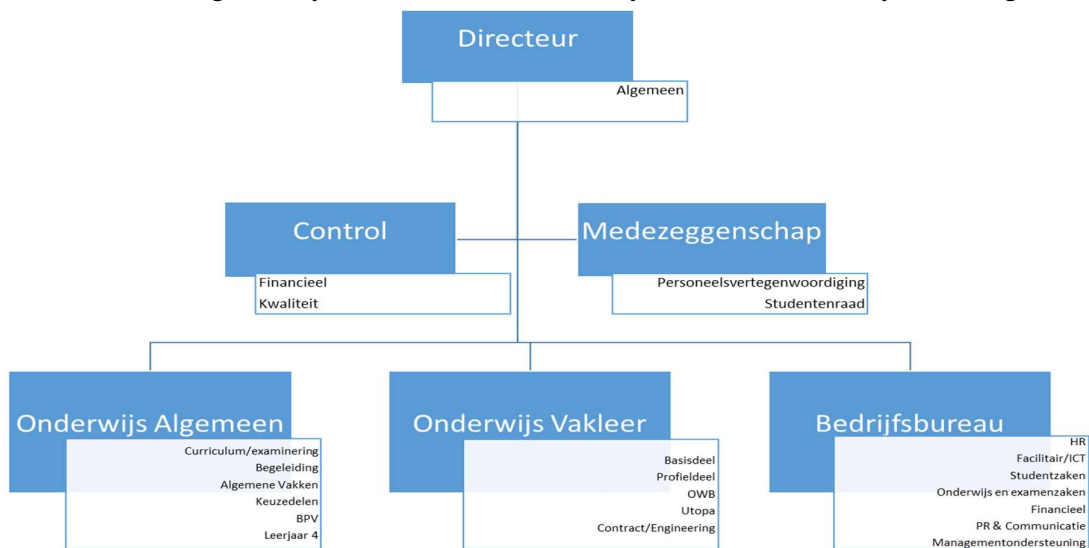 Directeur
Algemeen
Control
Financieel
Kwaliteit
Medezeggenschap
Personeelsvertegenwoordiging
Studentenraad
Onderwijs Algemeen
Curriculum/examinering
Begeleiding
Algemene Vakken
Keuzedelen
BPV
Leerjaar 4
Onderwijs Vakleer
Basisdeel
Profieldeel
OWB
Utopa
Contract/Engineering
Bedrijfsbureau
HR
Facilitair/ICT
Studentzaken
Onderwijs en examenzaken
Financieel
PR & Communicatie
Managementondersteuning